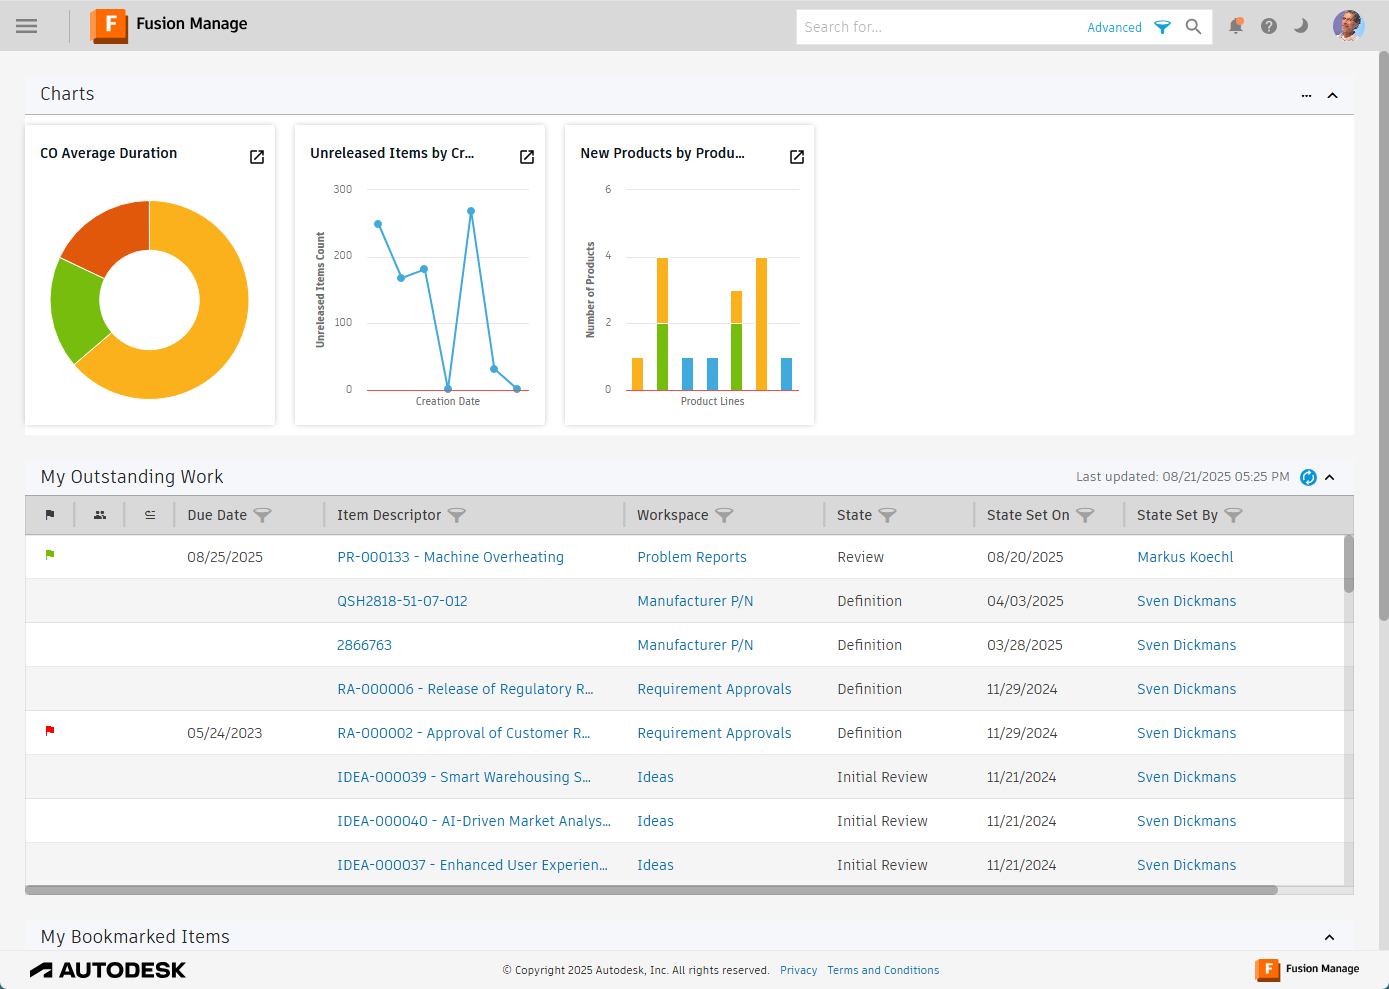 F Fusion Manage
Search for... Advanced
Charts
CO Average Duration
Unreleased Items by Cr...
300
200
100
0
Unreleased Items Count
Creation Date
New Products by Produ...
6
4
2
0
Number of Products
Product Lines
My Outstanding Work
Last updated: 08/21/2025 05:25 PM
Due Date Item Descriptor Workspace State State Set On State Set By
08/25/2025 PR-000133 - Machine Overheating Problem Reports Review 08/20/2025 Markus Koechl
QSH2818-51-07-012 Manufacturer P/N Definition 04/03/2025 Sven Dickmans
2866763 Manufacturer P/N Definition 03/28/2025 Sven Dickmans
RA-000006 - Release of Regulatory R... Requirement Approvals Definition 11/29/2024 Sven Dickmans
05/24/2023 RA-000002 - Approval of Customer R... Requirement Approvals Definition 11/29/2024 Sven Dickmans
IDEA-000039 - Smart Warehousing S... Ideas Initial Review 11/21/2024 Sven Dickmans
IDEA-000040 - AI-Driven Market Analys... Ideas Initial Review 11/21/2024 Sven Dickmans
IDEA-000037 - Enhanced User Experien... Ideas Initial Review 11/21/2024 Sven Dickmans
My Bookmarked Items
AUTODESK
© Copyright 2025 Autodesk, Inc. All rights reserved. Privacy Terms and Conditions
F Fusion Manage